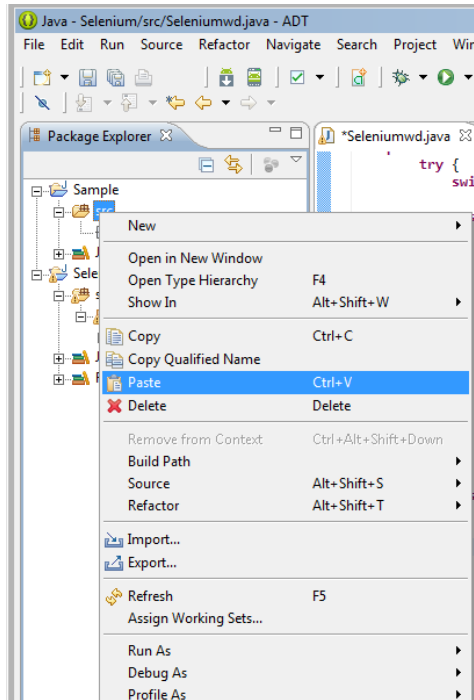 Java - Selenium/src/Seleniumwd.java - ADT
File Edit Run Source Refactor Navigate Search Project
Package Explorer
*Seleniumwd.java
try {
Sample
src
New
Open in New Window
Open Type Hierarchy F4
Show In Alt+Shift+W
Copy Ctrl+C
Copy Qualified Name
Paste Ctrl+V
Delete Delete
Remove from Context Ctrl+Alt+Shift+Down
Build Path
Source Alt+Shift+S
Refactor Alt+Shift+T
Import...
Export...
Refresh F5
Assign Working Sets...
Run As
Debug As
Profile As